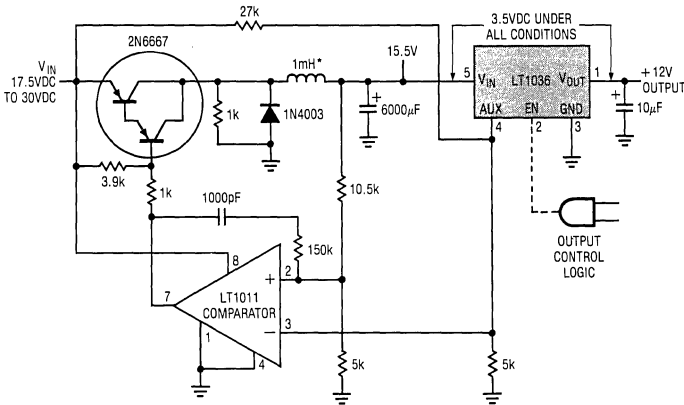 27k
3.5VDC UNDER
ALL CONDITIONS
2N6667
1mH*
15.5V
V_IN
17.5VDC
TO 30VDC
5
V_IN
LT1036
V_OUT
1
+12V
OUTPUT
AUX
EN
GND
4
2
3
1k
1N4003
+
6000μF
+
10μF
3.9k
1k
1000pF
10.5k
150k
OUTPUT
CONTROL
LOGIC
8
7
+
2
LT1011
COMPARATOR
−
3
1
4
5k
5k